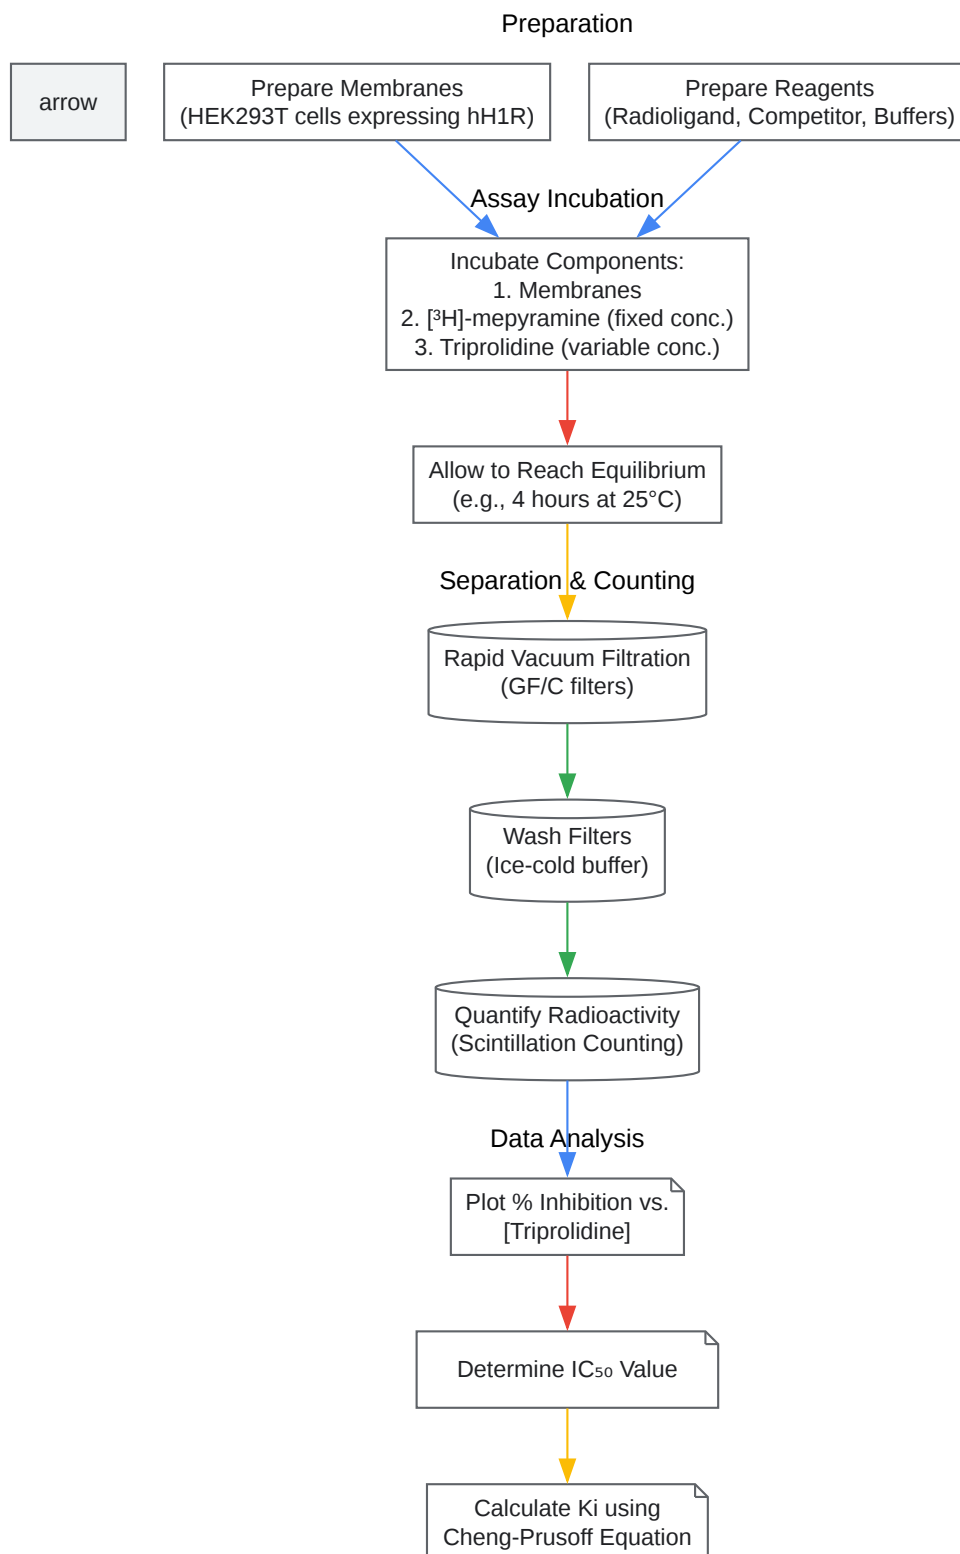 Preparation
arrow
Prepare Membranes
(HEK293T cells expressing hH1R)
Prepare Reagents
(Radioligand, Competitor, Buffers)
Assay Incubation
Incubate Components:
1. Membranes
2. [³H]-mepyramine (fixed conc.)
3. Triprolidine (variable conc.)
Allow to Reach Equilibrium
(e.g., 4 hours at 25°C)
Separation & Counting
Rapid Vacuum Filtration
(GF/C filters)
Wash Filters
(Ice-cold buffer)
Quantify Radioactivity
(Scintillation Counting)
Data Analysis
Plot % Inhibition vs.
[Triprolidine]
Determine IC₅₀ Value
Calculate Ki using
Cheng-Prusoff Equation